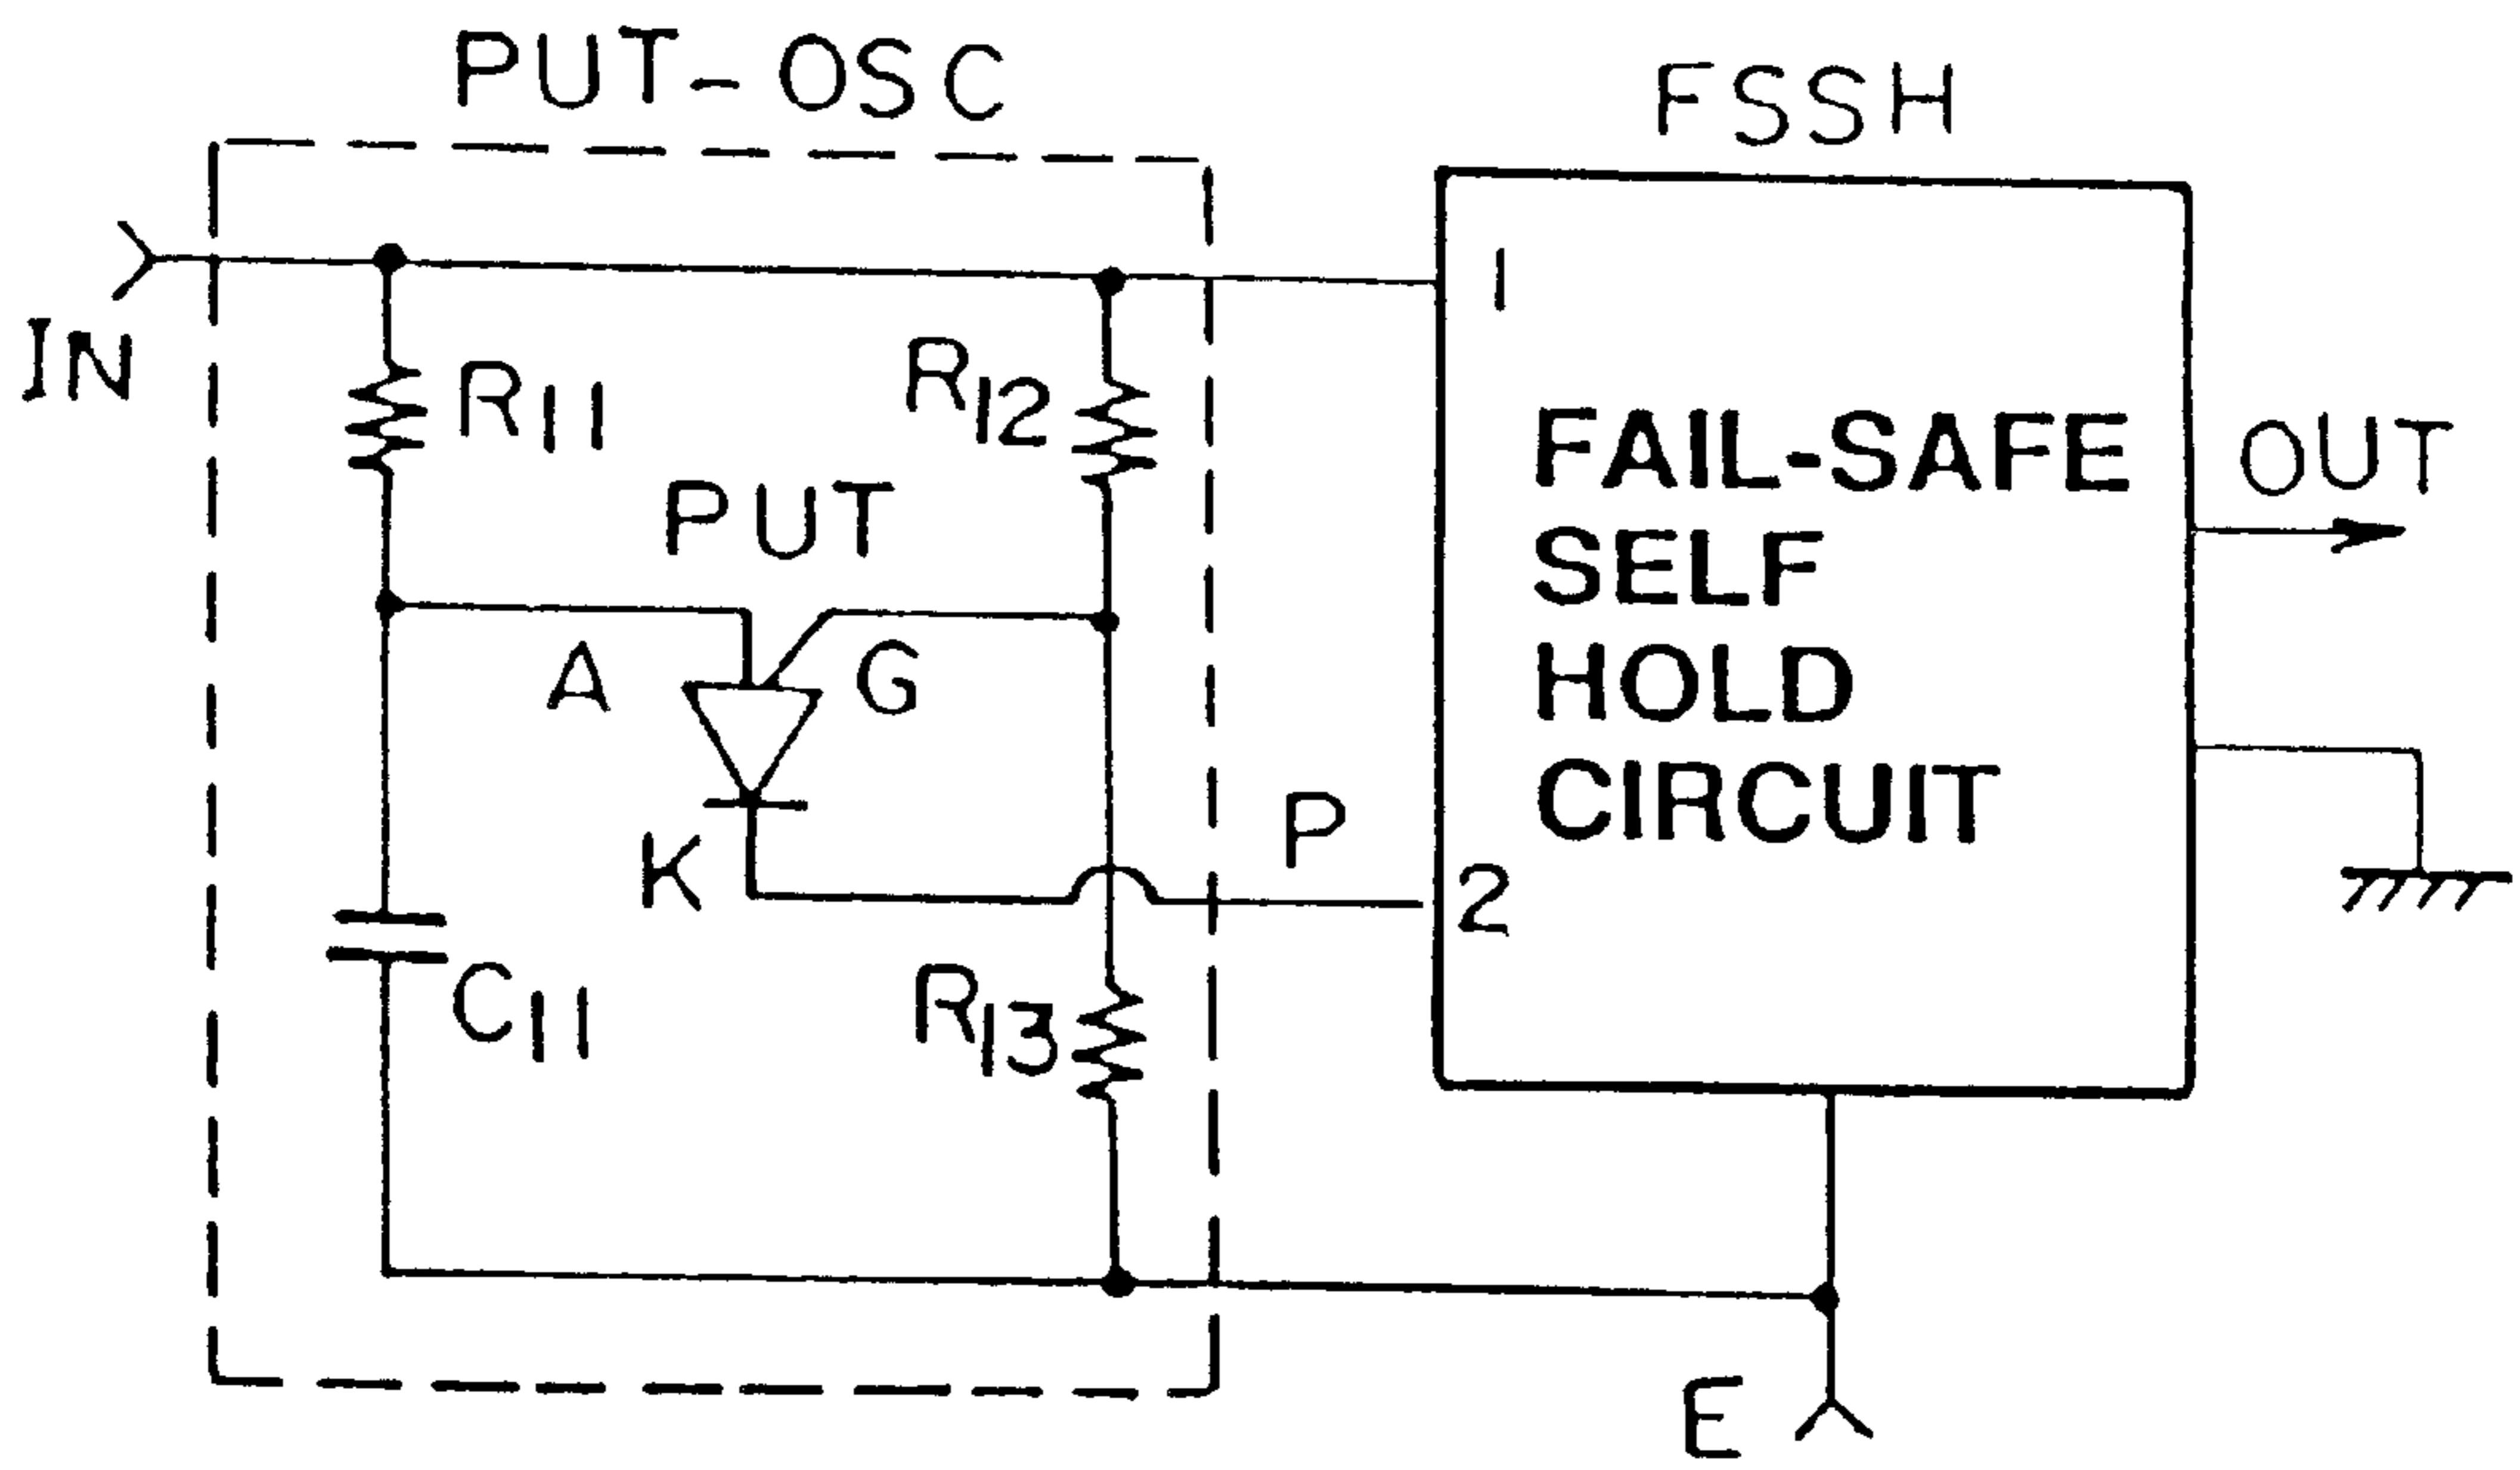 PUT-OSC
FSSH
IN
R11
R12
1
PUT
A
G
K
P
2
C11
R13
FAIL-SAFE
SELF
HOLD
CIRCUIT
OUT
E